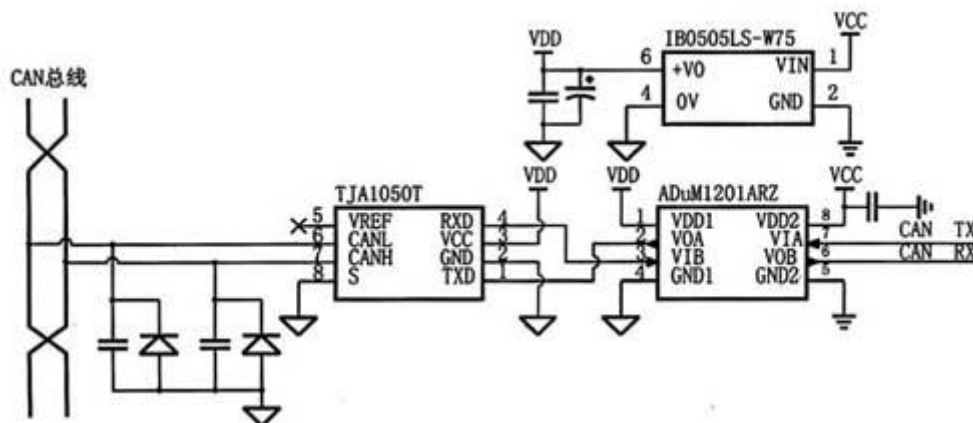 CAN总线
VDD
IB0505LS-W75
VCC
6 +VO VIN 1
4 0V GND 2
TJA1050T
VDD
VDD
ADuM1201ARZ
VCC
5 VREF RXD 4
6 CANL VCC 3
7 CANH GND 2
8 S TXD 1
1 VDD1 VDD2 8
2 VOA VIA 7 CAN TX
3 VIB VOB 6 CAN RX
4 GND1 GND2 5